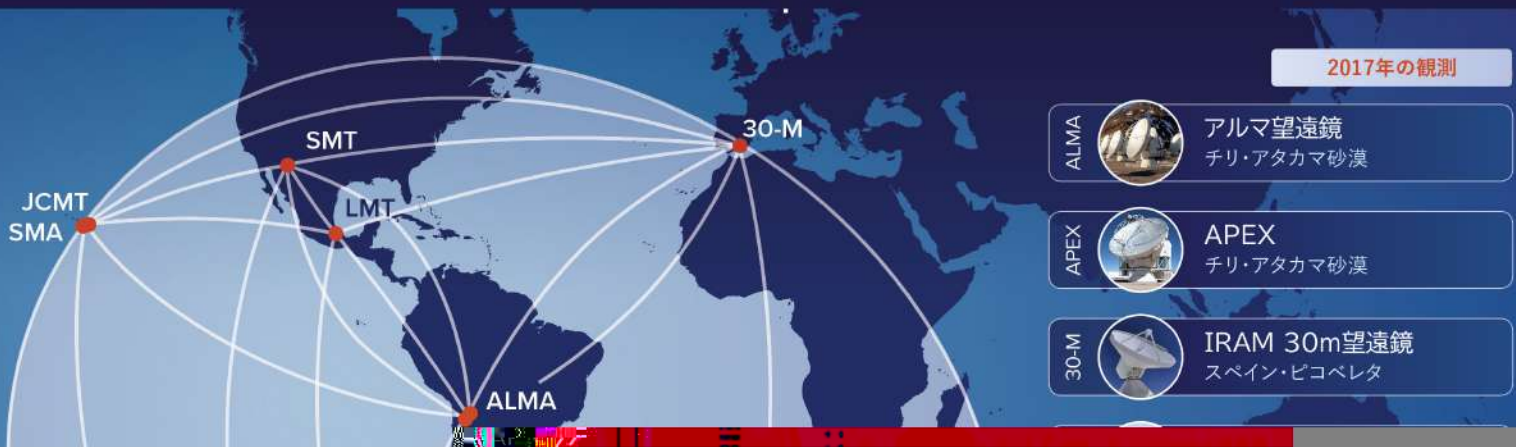 2017年の観測
SMT
30-M
JCMT
SMA
LMT
ALMA
ALMA
アルマ望遠鏡
チリ・アタカマ砂漠
APEX
APEX
チリ・アタカマ砂漠
30-M
IRAM 30m望遠鏡
スペイン・ピコベレタ